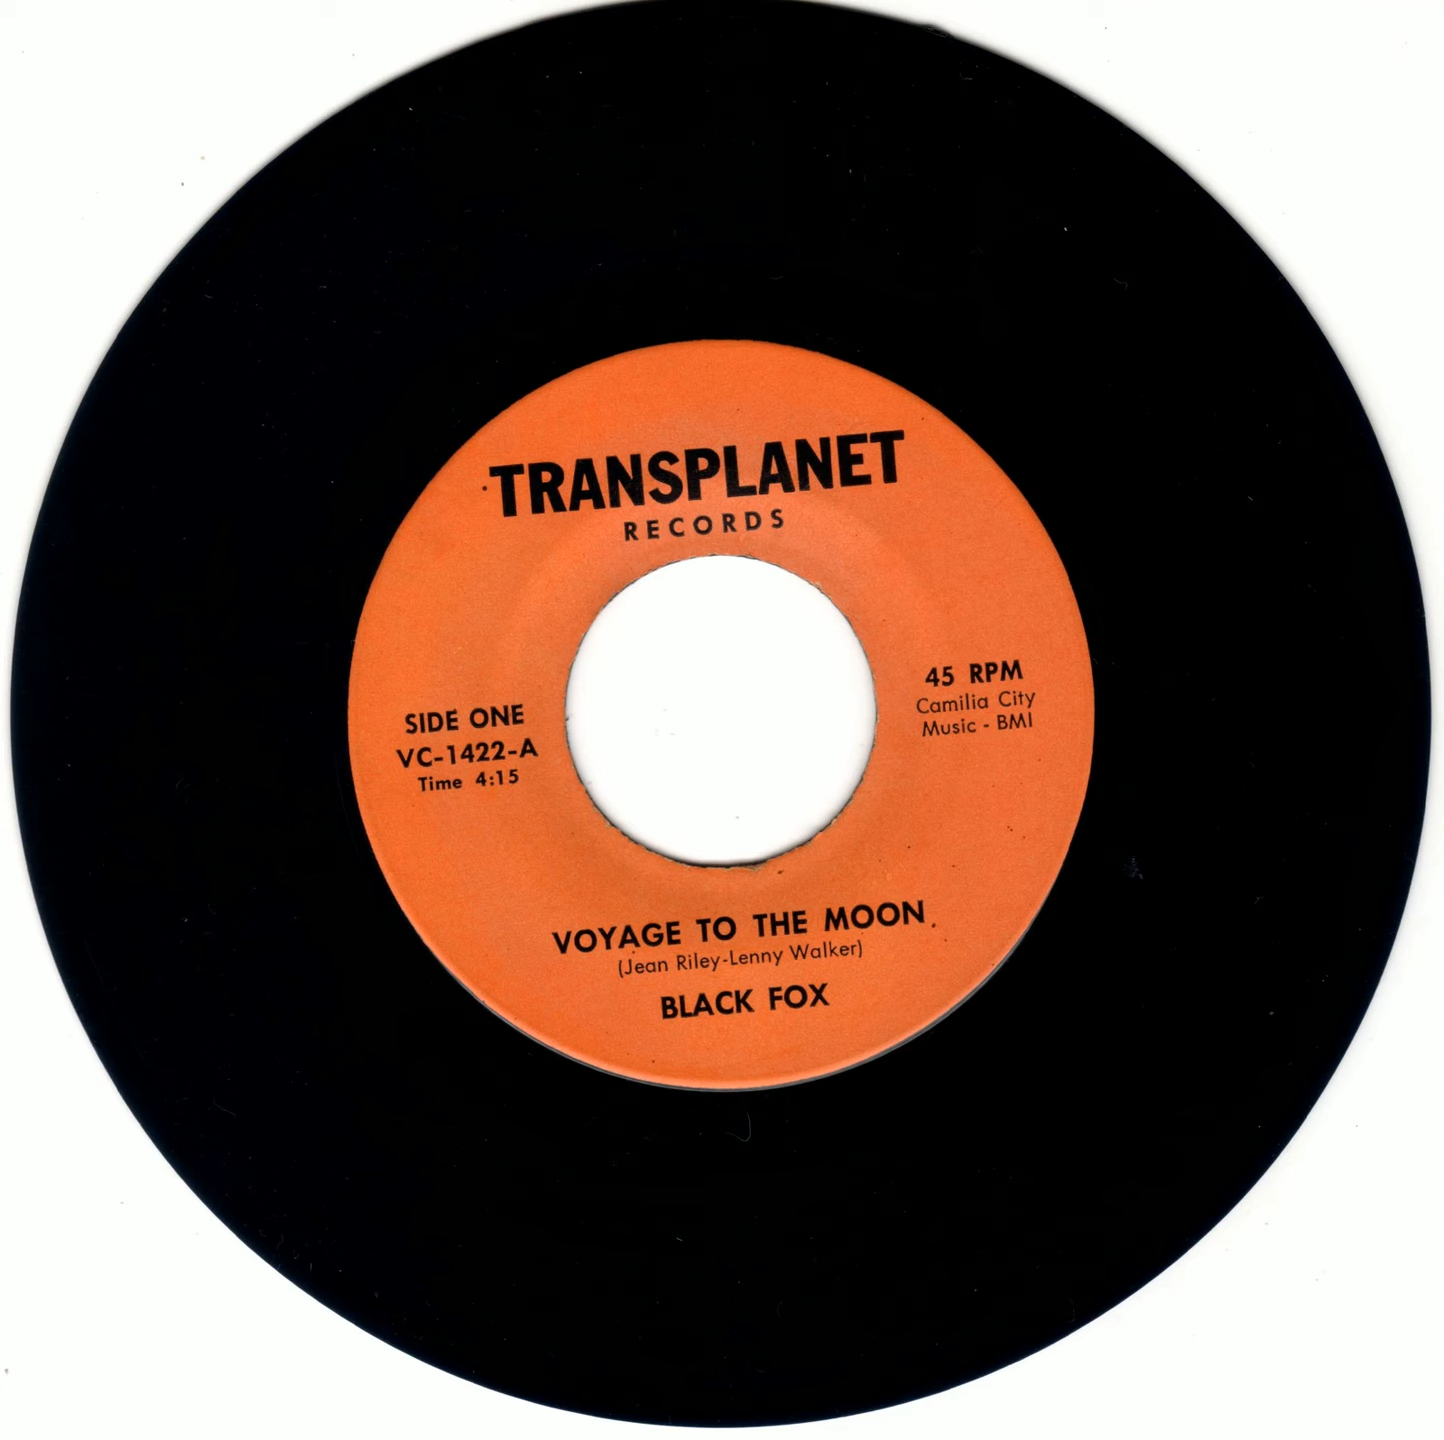 TRANSPLANET
RECORDS
SIDE ONE
VC-1422-A
Time 4:15
45 RPM
Camilia City
Music - BMI
VOYAGE TO THE MOON
(Jean Riley-Lenny Walker)
BLACK FOX